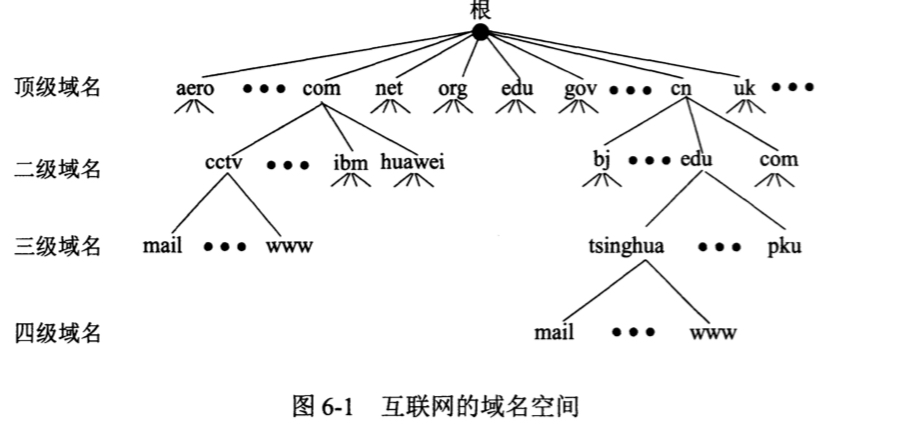 根
顶级域名 aero ●●● com net org edu gov ●●● cn uk ●●●
二级域名 cctv ●●● ibm huawei bj ●●● edu com
三级域名 mail ●●● www tsinghua ●●● pku
四级域名 mail ●●● www
图 6-1 互联网的域名空间